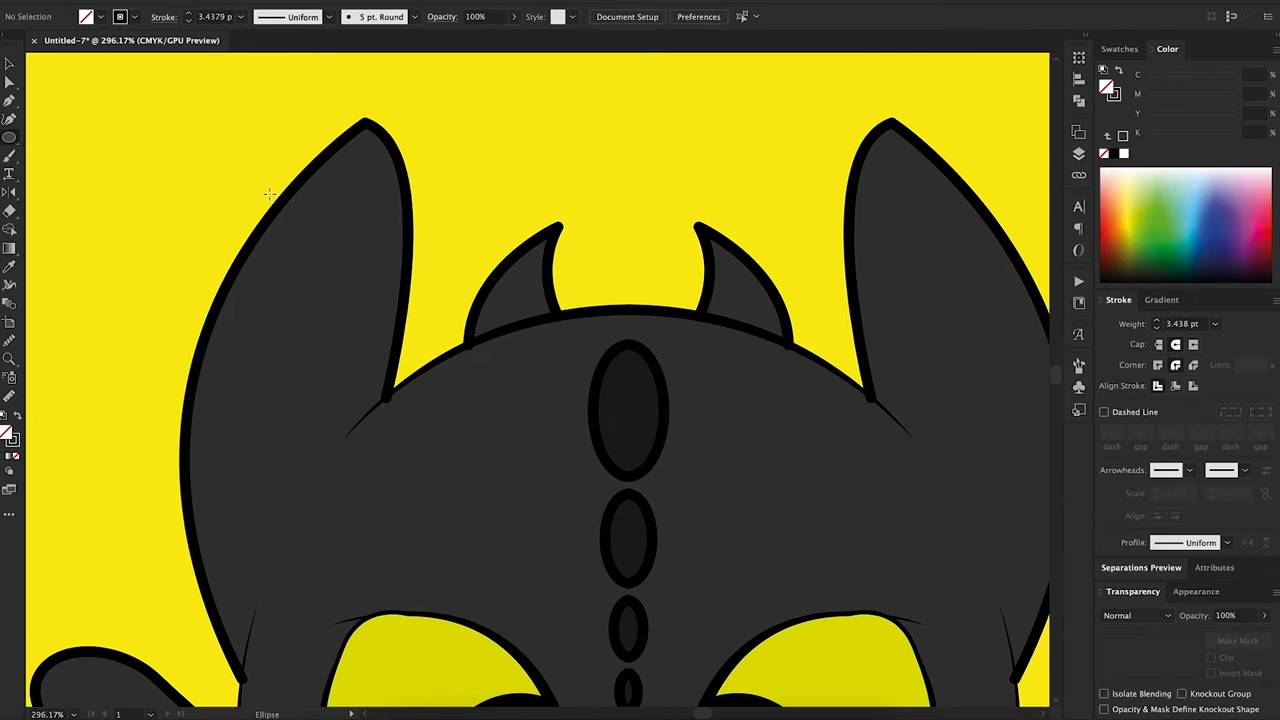 No Selection Stroke: 3.4379 p Uniform 5 pt. Round Opacity: 100% Style: Document Setup Preferences
× Untitled-7* @ 296.17% (CMYK/GPU Preview)
Swatches Color
C %
M %
Y %
K %
Stroke Gradient
Weight: 3.438 pt
Cap:
Corner: Limit: x
Align Stroke:
Dashed Line
dash gap dash gap dash gap
Arrowheads:
Scale:
Align:
Profile: Uniform
Separations Preview Attributes
Transparency Appearance
Normal Opacity: 100%
Make Mask
Clip
Invert Mask
Isolate Blending Knockout Group
Opacity & Mask Define Knockout Shape
296.17% 1 Ellipse